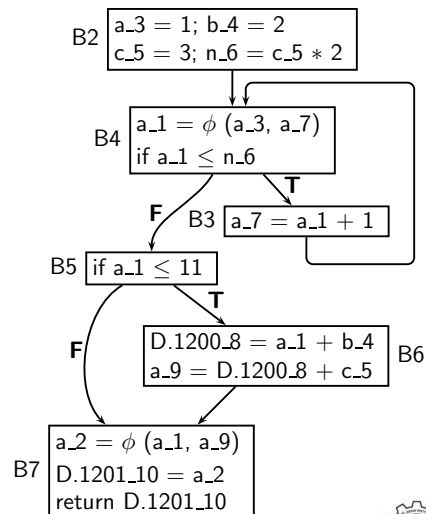 B2
a_3 = 1; b_4 = 2
c_5 = 3; n_6 = c_5 * 2
B4
a_1 = ϕ (a_3, a_7)
if a_1 ≤ n_6
F
T
B3
a_7 = a_1 + 1
B5
if a_1 ≤ 11
F
T
D.1200_8 = a_1 + b_4
a_9 = D.1200_8 + c_5
B6
B7
a_2 = ϕ (a_1, a_9)
D.1201_10 = a_2
return D.1201_10